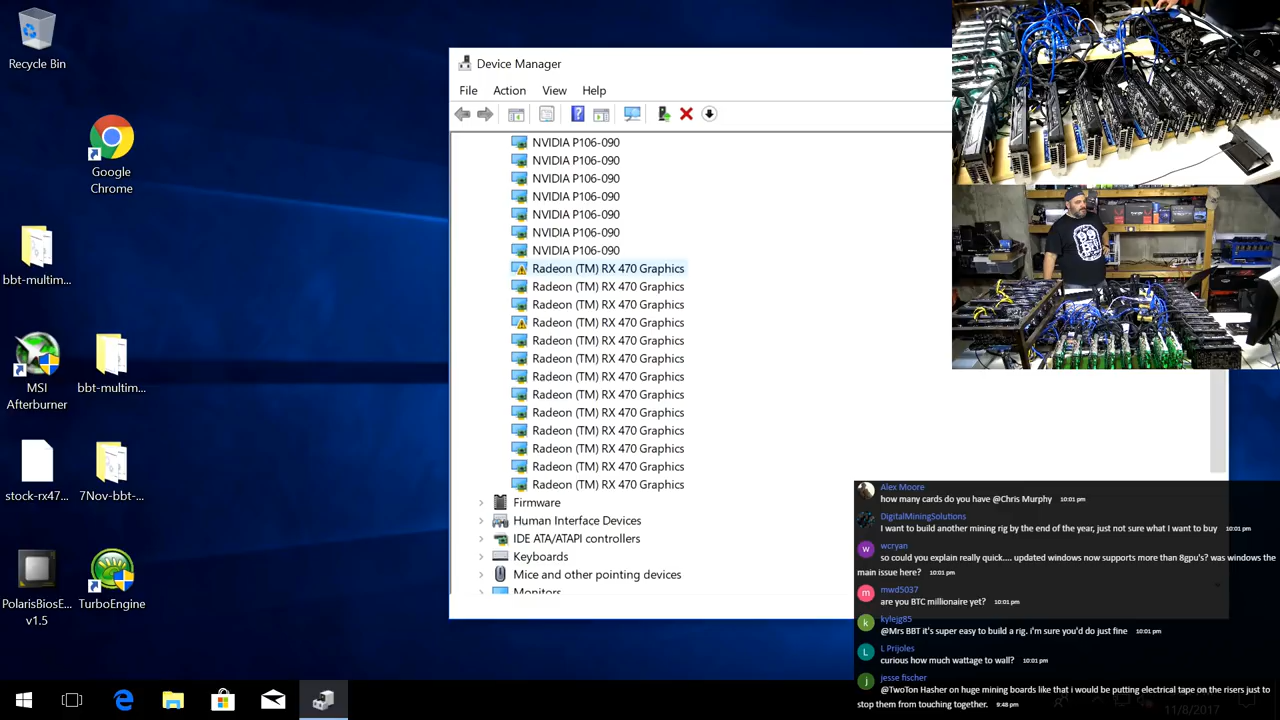 Recycle Bin
Google
Chrome
bbt-multim...
MSI
Afterburner
bbt-multim...
stock-rx47...
7Nov-bbt-...
PolarisBiosE...
v1.5
TurboEngine
Device Manager
File Action View Help
NVIDIA P106-090
NVIDIA P106-090
NVIDIA P106-090
NVIDIA P106-090
NVIDIA P106-090
NVIDIA P106-090
NVIDIA P106-090
Radeon (TM) RX 470 Graphics
Radeon (TM) RX 470 Graphics
Radeon (TM) RX 470 Graphics
Radeon (TM) RX 470 Graphics
Radeon (TM) RX 470 Graphics
Radeon (TM) RX 470 Graphics
Radeon (TM) RX 470 Graphics
Radeon (TM) RX 470 Graphics
Radeon (TM) RX 470 Graphics
Radeon (TM) RX 470 Graphics
Radeon (TM) RX 470 Graphics
Radeon (TM) RX 470 Graphics
Radeon (TM) RX 470 Graphics
Firmware
Human Interface Devices
IDE ATA/ATAPI controllers
Keyboards
Mice and other pointing devices
Monitors
Alex Moore
how many cards do you have @Chris Murphy 10:01 pm
DigitalMiningSolutions
I want to build another mining rig by the end of the year, just not sure what I want to buy 10:01 pm
wcryan
so could you explain really quick.... updated windows now supports more than 8gpu's? was windows the
main issue here? 10:01 pm
mwd5037
are you BTC millionaire yet? 10:01 pm
kylejg85
@Mrs BBT it's super easy to build a rig. i'm sure you'd do just fine 10:01 pm
L Prijoles
curious how much wattage to wall? 10:01 pm
jesse fischer
@TwoTon Hasher on huge mining boards like that i would be putting electrical tape on the risers just to
stop them from touching together. 9:48 pm
11/8/2017